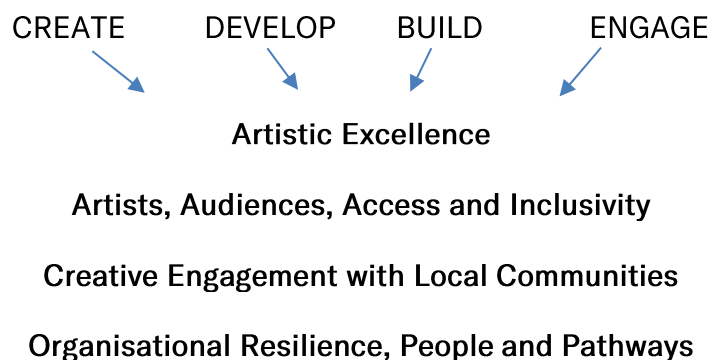 CREATE DEVELOP BUILD ENGAGE
Artistic Excellence
Artists, Audiences, Access and Inclusivity
Creative Engagement with Local Communities
Organisational Resilience, People and Pathways